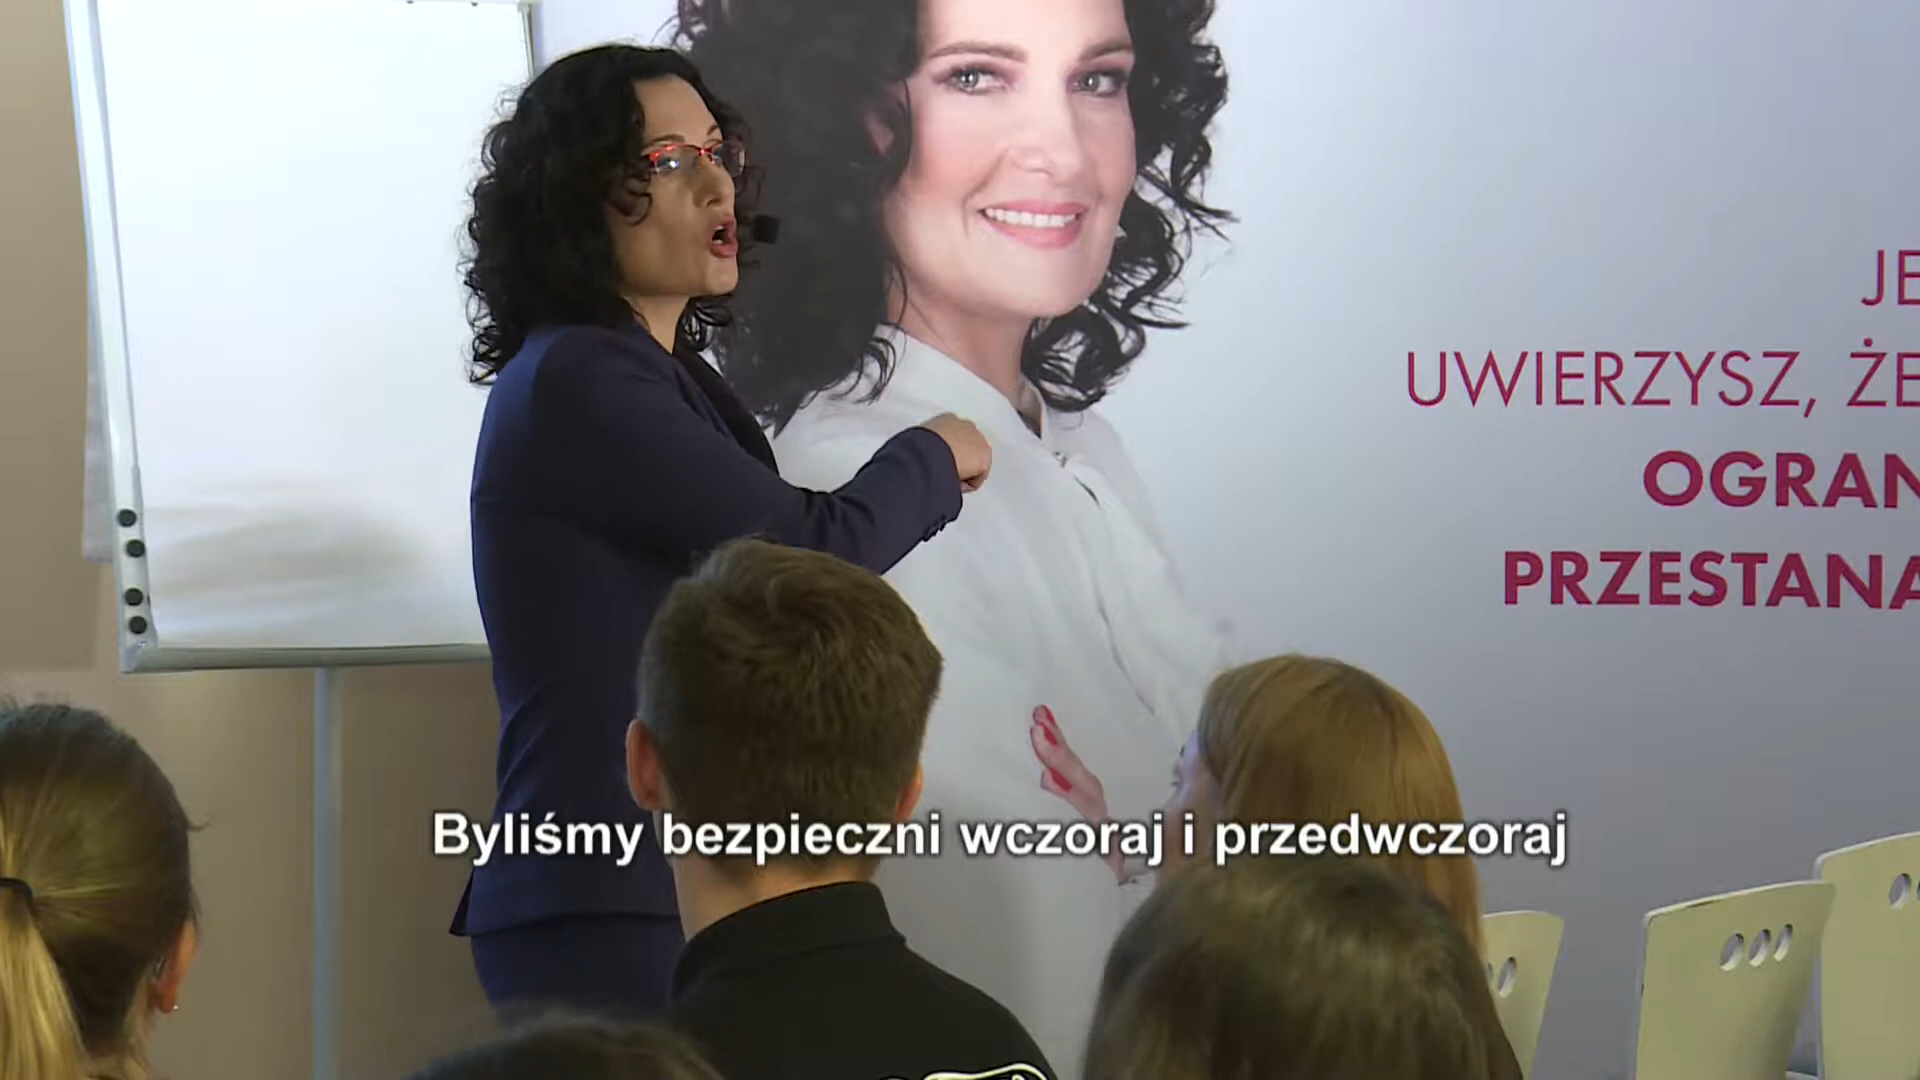 JE
UWIERZYSZ, ŻE
OGRAN
PRZESTANA
Byliśmy bezpieczni wczoraj i przedwczoraj